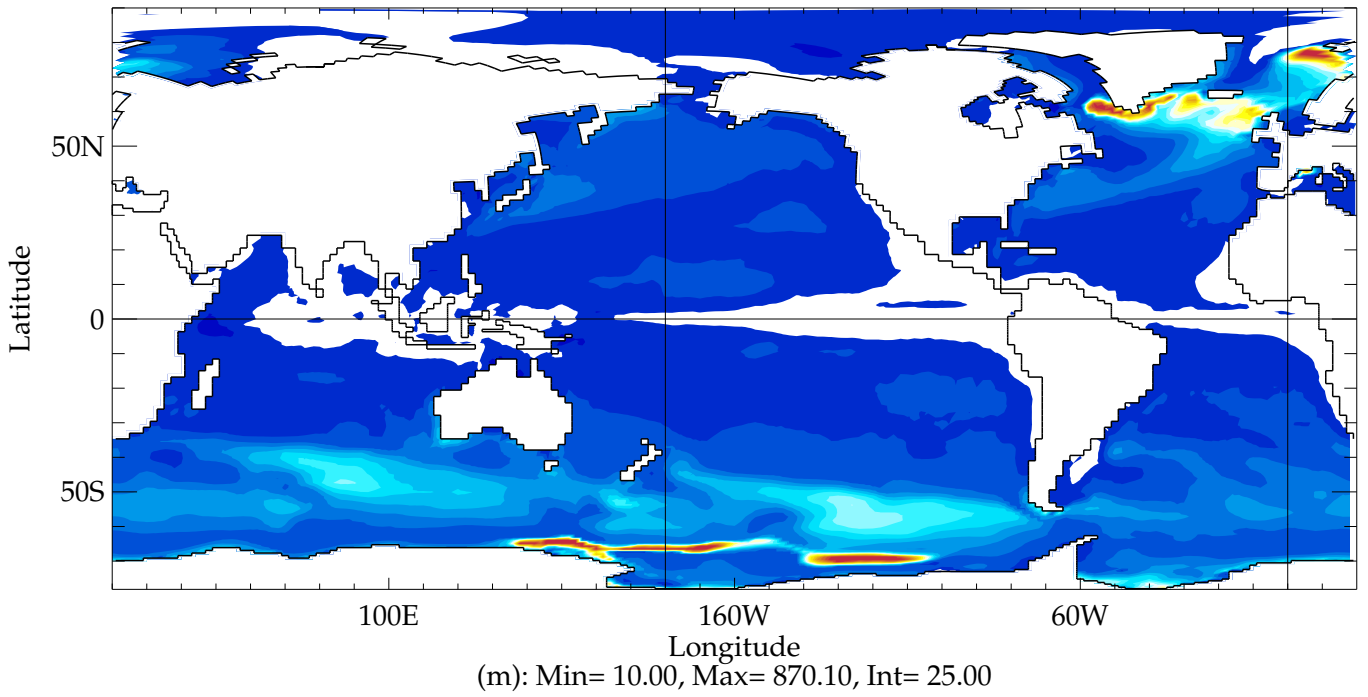 50N
0
50S
Latitude
100E
160W
60W
Longitude
(m): Min= 10.00, Max= 870.10, Int= 25.00